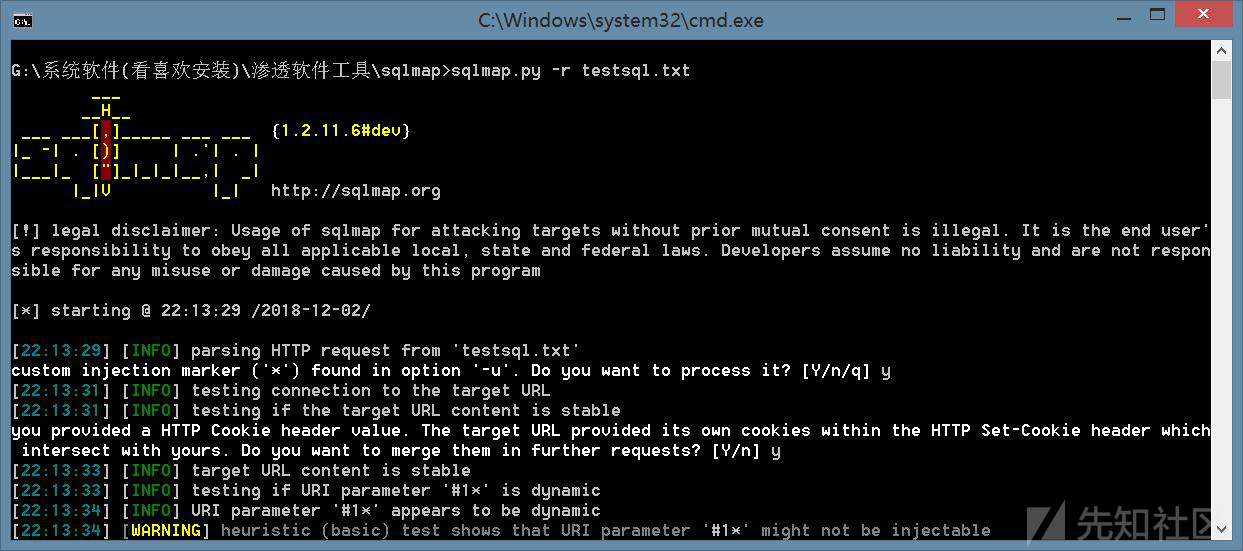 C:\Windows\system32\cmd.exe
G:\系统软件(看喜欢安装)\渗透软件工具\sqlmap>sqlmap.py -r testsql.txt
        ___
       __H__
 ___ ___[,]_____ ___ ___  {1.2.11.6#dev}
|_ -| . [)]     | .'| . |
|___|_  ["]_|_|_|__,|  _|
      |_|V          |_|   http://sqlmap.org
[!] legal disclaimer: Usage of sqlmap for attacking targets without prior mutual consent is illegal. It is the end user'
s responsibility to obey all applicable local, state and federal laws. Developers assume no liability and are not respon
sible for any misuse or damage caused by this program
[*] starting @ 22:13:29 /2018-12-02/
[22:13:29] [INFO] parsing HTTP request from 'testsql.txt'
custom injection marker ('*') found in option '-u'. Do you want to process it? [Y/n/q] y
[22:13:31] [INFO] testing connection to the target URL
[22:13:31] [INFO] testing if the target URL content is stable
you provided a HTTP Cookie header value. The target URL provided its own cookies within the HTTP Set-Cookie header which
 intersect with yours. Do you want to merge them in further requests? [Y/n] y
[22:13:33] [INFO] target URL content is stable
[22:13:33] [INFO] testing if URI parameter '#1*' is dynamic
[22:13:34] [INFO] URI parameter '#1*' appears to be dynamic
[22:13:34] [WARNING] heuristic (basic) test shows that URI parameter '#1*' might not be injectable
先知社区